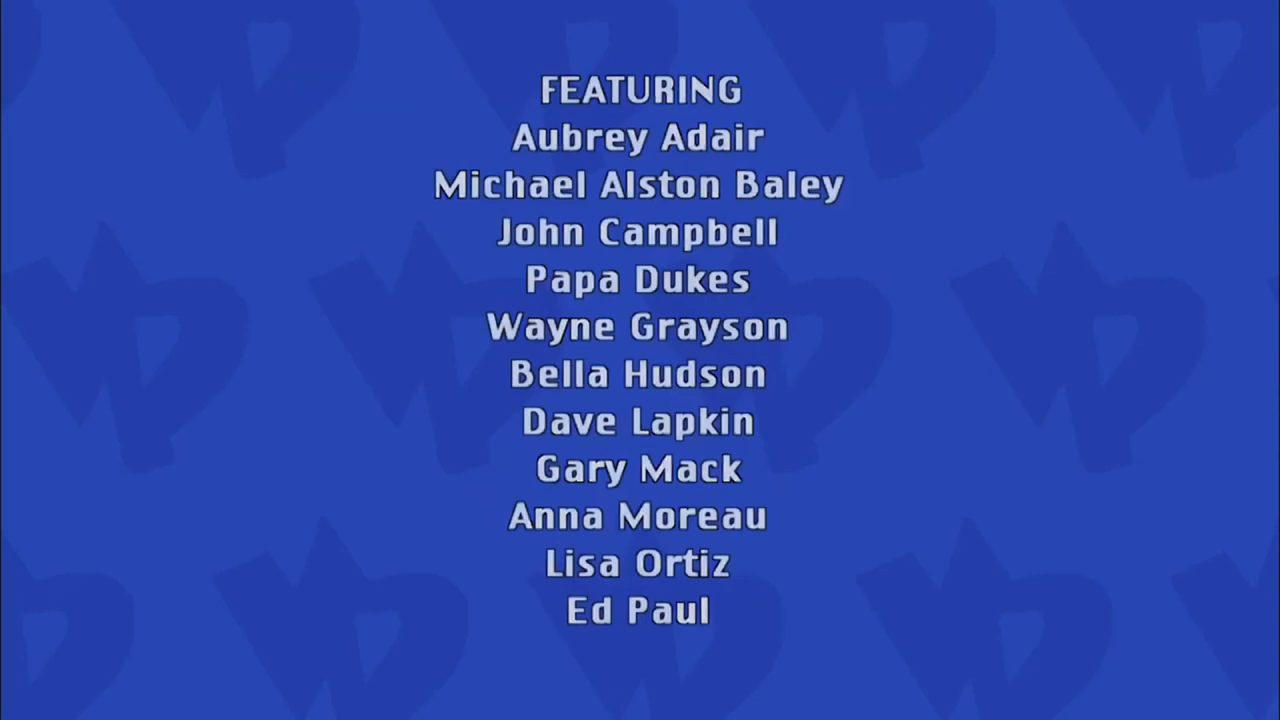 FEATURING
Aubrey Adair
Michael Alston Baley
John Campbell
Papa Dukes
Wayne Grayson
Bella Hudson
Dave Lapkin
Gary Mack
Anna Moreau
Lisa Ortiz
Ed Paul